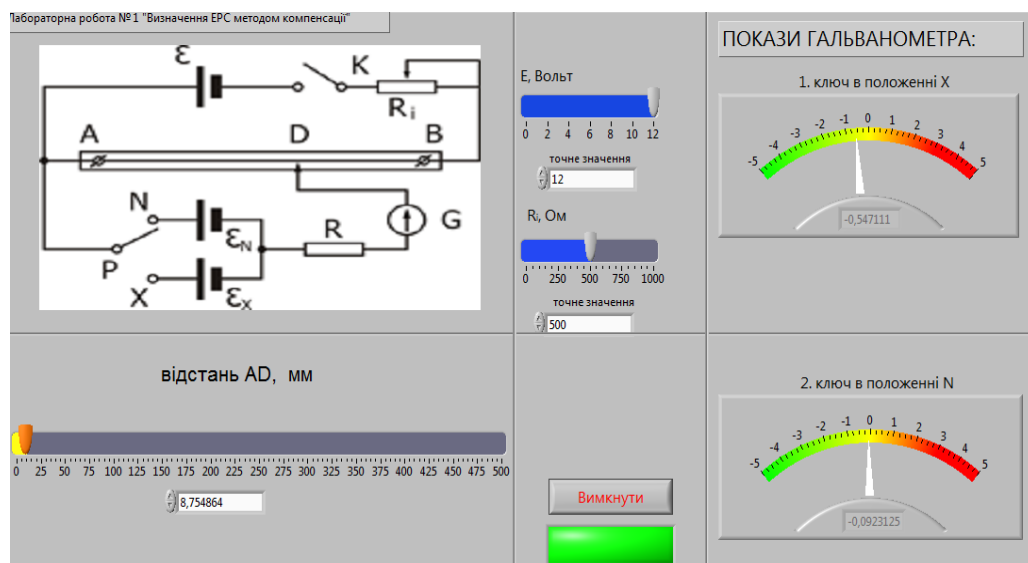 Лабораторна робота №1 "Визначення ЕРС методом компенсації"
ε
K
Ri
A
D
B
N
εN
R
G
P
X
εX
E, Вольт
0 2 4 6 8 10 12
точне значення
12
Ri, Ом
0 250 500 750 1000
точне значення
500
ПОКАЗИ ГАЛЬВАНОМЕТРА:
1. ключ в положенні X
-5 -4 -3 -2 -1 0 1 2 3 4 5
-0,547111
відстань AD, мм
0 25 50 75 100 125 150 175 200 225 250 275 300 325 350 375 400 425 450 475 500
8,754864
Вимкнути
2. ключ в положенні N
-5 -4 -3 -2 -1 0 1 2 3 4 5
-0,0923125